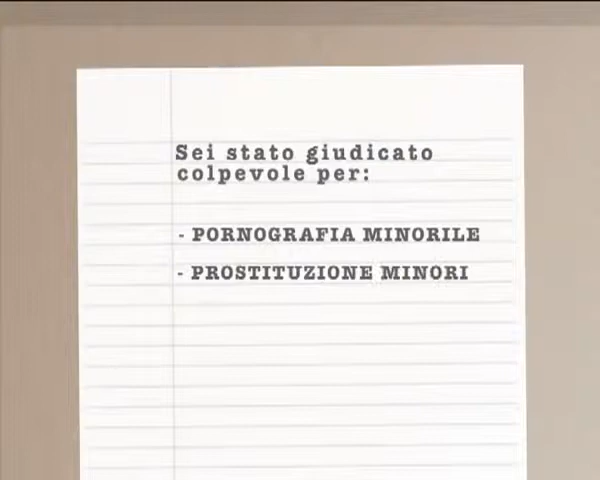 Sei stato giudicato
colpevole per:
- PORNOGRAFIA MINORILE
- PROSTITUZIONE MINORI